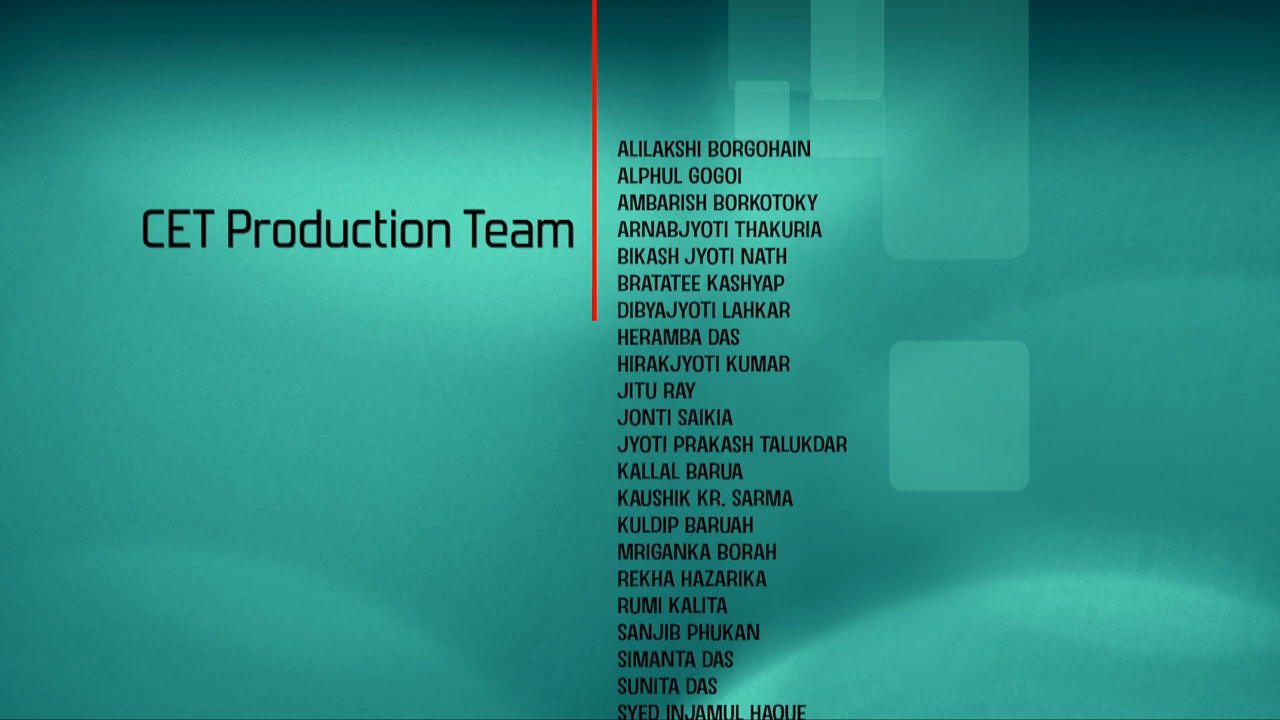 CET Production Team
ALILAKSHI BORGOHAIN
ALPHUL GOGOI
AMBARISH BORKOTOKY
ARNABJYOTI THAKURIA
BIKASH JYOTI NATH
BRATATEE KASHYAP
DIBYAJYOTI LAHKAR
HERAMBA DAS
HIRAKJYOTI KUMAR
JITU RAY
JONTI SAIKIA
JYOTI PRAKASH TALUKDAR
KALLAL BARUA
KAUSHIK KR. SARMA
KULDIP BARUAH
MRIGANKA BORAH
REKHA HAZARIKA
RUMI KALITA
SANJIB PHUKAN
SIMANTA DAS
SUNITA DAS
SYED INJAMUL HAQUE